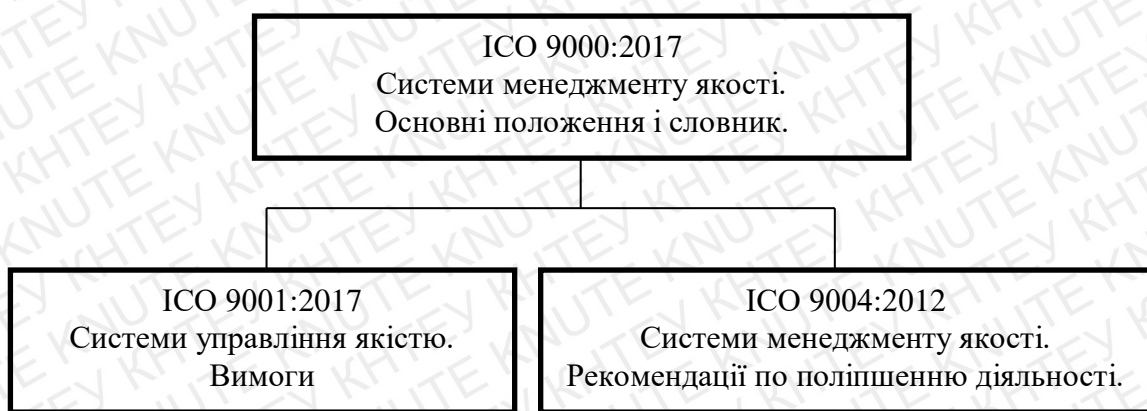 ІСО 9000:2017
Системи менеджменту якості.
Основні положення і словник.
ІСО 9001:2017
Системи управління якістю.
Вимоги
ІСО 9004:2012
Системи менеджменту якості.
Рекомендації по поліпшенню діяльності.